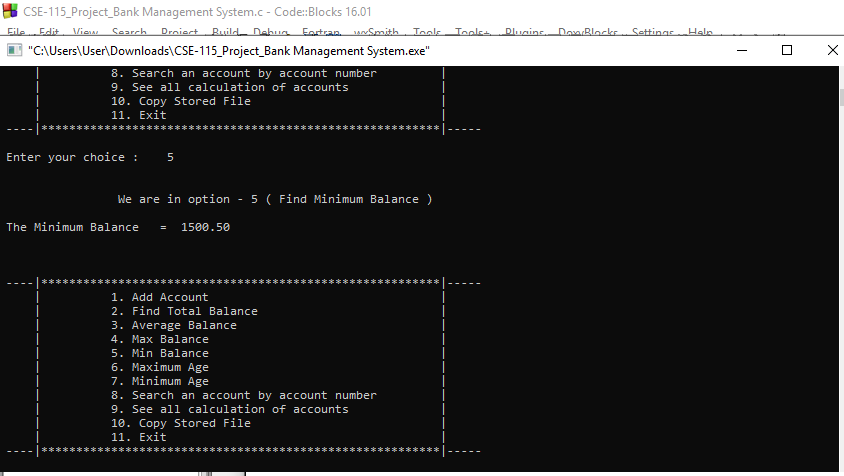 CSE-115_Project_Bank Management System.c - Code::Blocks 16.01
File Edit View Search Project Build Debug Fortran wxSmith Tools Tools+ Plugins DoxyBlocks Settings Help
"C:\Users\User\Downloads\CSE-115_Project_Bank Management System.exe"
| 8. Search an account by account number |
| 9. See all calculation of accounts |
| 10. Copy Stored File |
| 11. Exit |
----|*********************************************************|-----
Enter your choice : 5
We are in option - 5 ( Find Minimum Balance )
The Minimum Balance = 1500.50
----|*********************************************************|-----
| 1. Add Account |
| 2. Find Total Balance |
| 3. Average Balance |
| 4. Max Balance |
| 5. Min Balance |
| 6. Maximum Age |
| 7. Minimum Age |
| 8. Search an account by account number |
| 9. See all calculation of accounts |
| 10. Copy Stored File |
| 11. Exit |
----|*********************************************************|-----